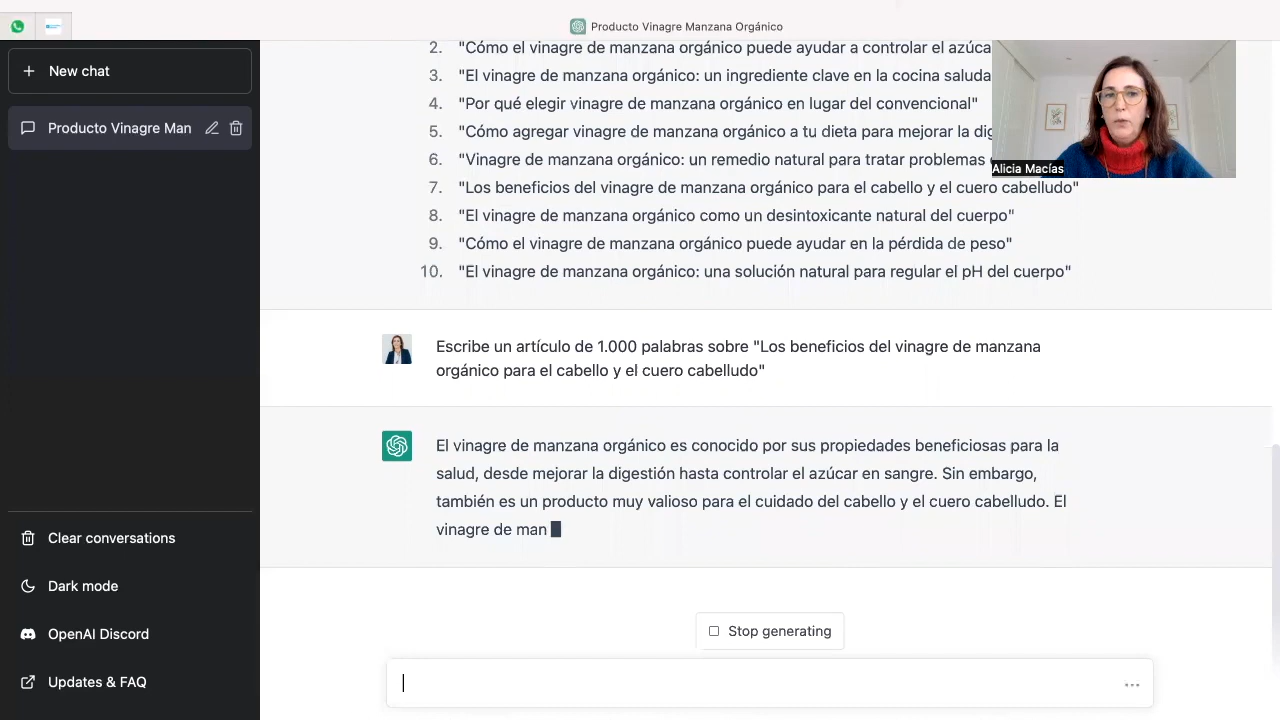 Producto Vinagre Manzana Orgánico
New chat
Producto Vinagre Man
Clear conversations
Dark mode
OpenAI Discord
Updates & FAQ
2. "Cómo el vinagre de manzana orgánico puede ayudar a controlar el azúca
3. "El vinagre de manzana orgánico: un ingrediente clave en la cocina saluda
4. "Por qué elegir vinagre de manzana orgánico en lugar del convencional"
5. "Cómo agregar vinagre de manzana orgánico a tu dieta para mejorar la dig
6. "Vinagre de manzana orgánico: un remedio natural para tratar problemas
7. "Los beneficios del vinagre de manzana orgánico para el cabello y el cuero cabelludo"
8. "El vinagre de manzana orgánico como un desintoxicante natural del cuerpo"
9. "Cómo el vinagre de manzana orgánico puede ayudar en la pérdida de peso"
10. "El vinagre de manzana orgánico: una solución natural para regular el pH del cuerpo"
Alicia Macías
Escribe un artículo de 1.000 palabras sobre "Los beneficios del vinagre de manzana
orgánico para el cabello y el cuero cabelludo"
El vinagre de manzana orgánico es conocido por sus propiedades beneficiosas para la
salud, desde mejorar la digestión hasta controlar el azúcar en sangre. Sin embargo,
también es un producto muy valioso para el cuidado del cabello y el cuero cabelludo. El
vinagre de man
Stop generating